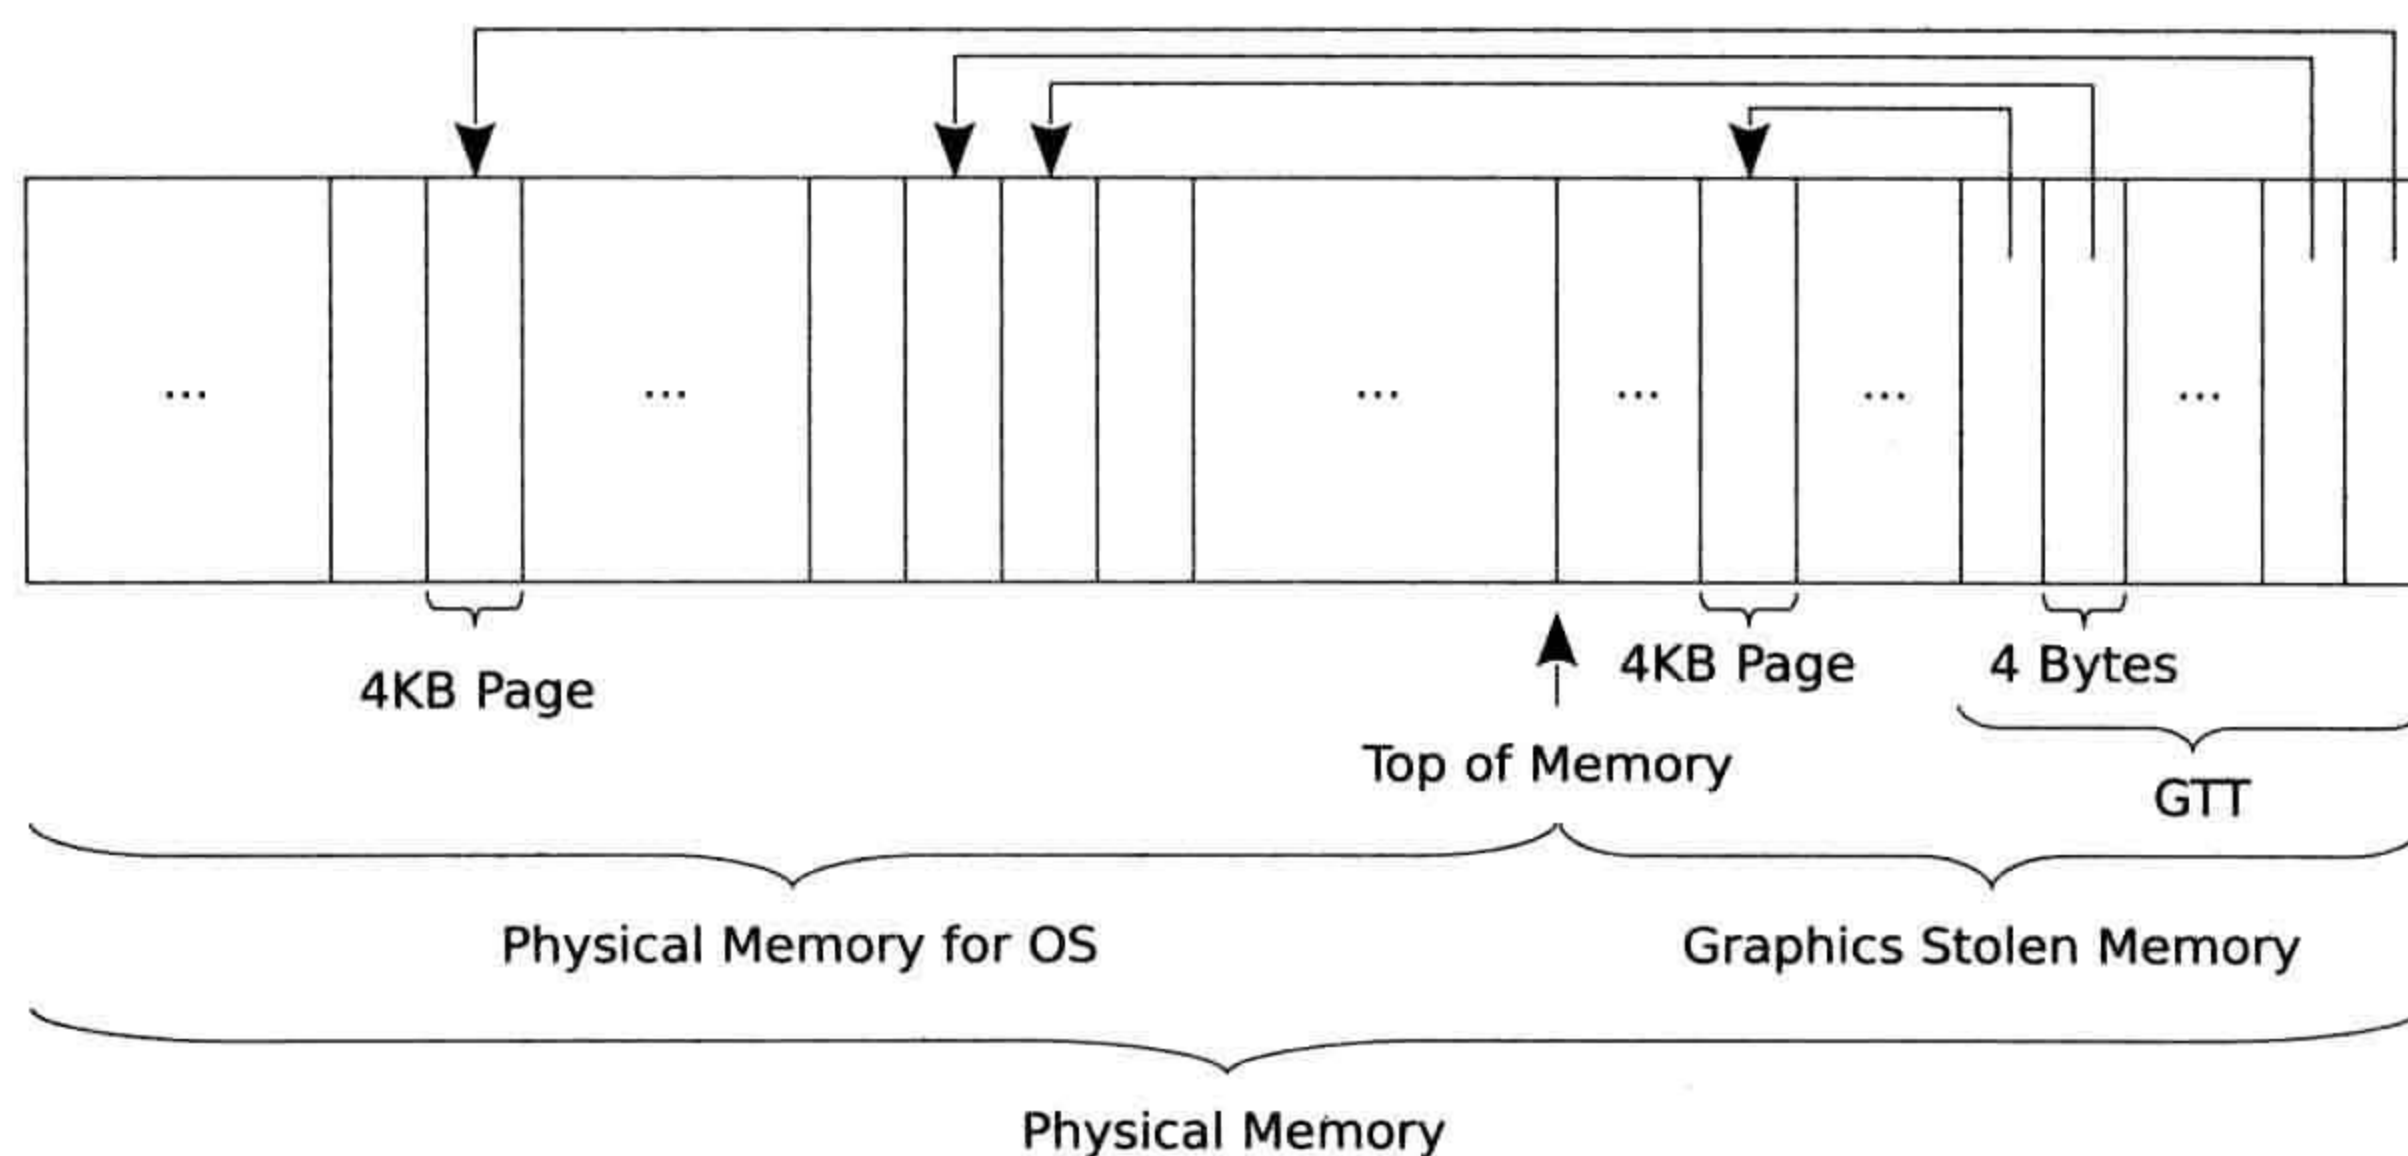 ... ... ... ... ... ...
4KB Page
4KB Page
4 Bytes
Top of Memory
GTT
Physical Memory for OS
Graphics Stolen Memory
Physical Memory